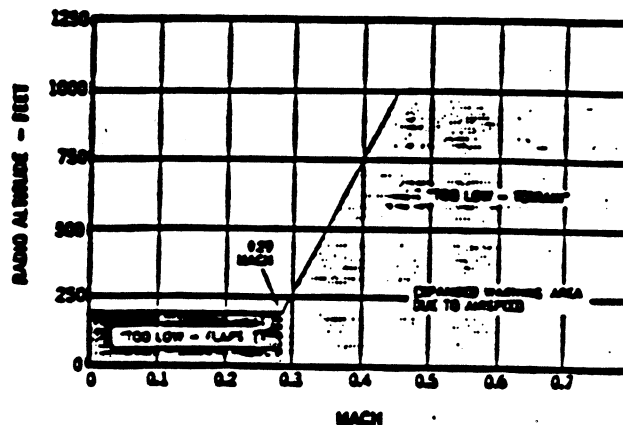 1250
1000
750
500
250
0
RADIO ALTITUDE - FEET
0.29
MACH
"TOO LOW - TERRAIN"
EXPANDED WARNING AREA
DUE TO AIRSPEED
"TOO LOW - FLAPS"
0 0.1 0.2 0.3 0.4 0.5 0.6 0.7
MACH